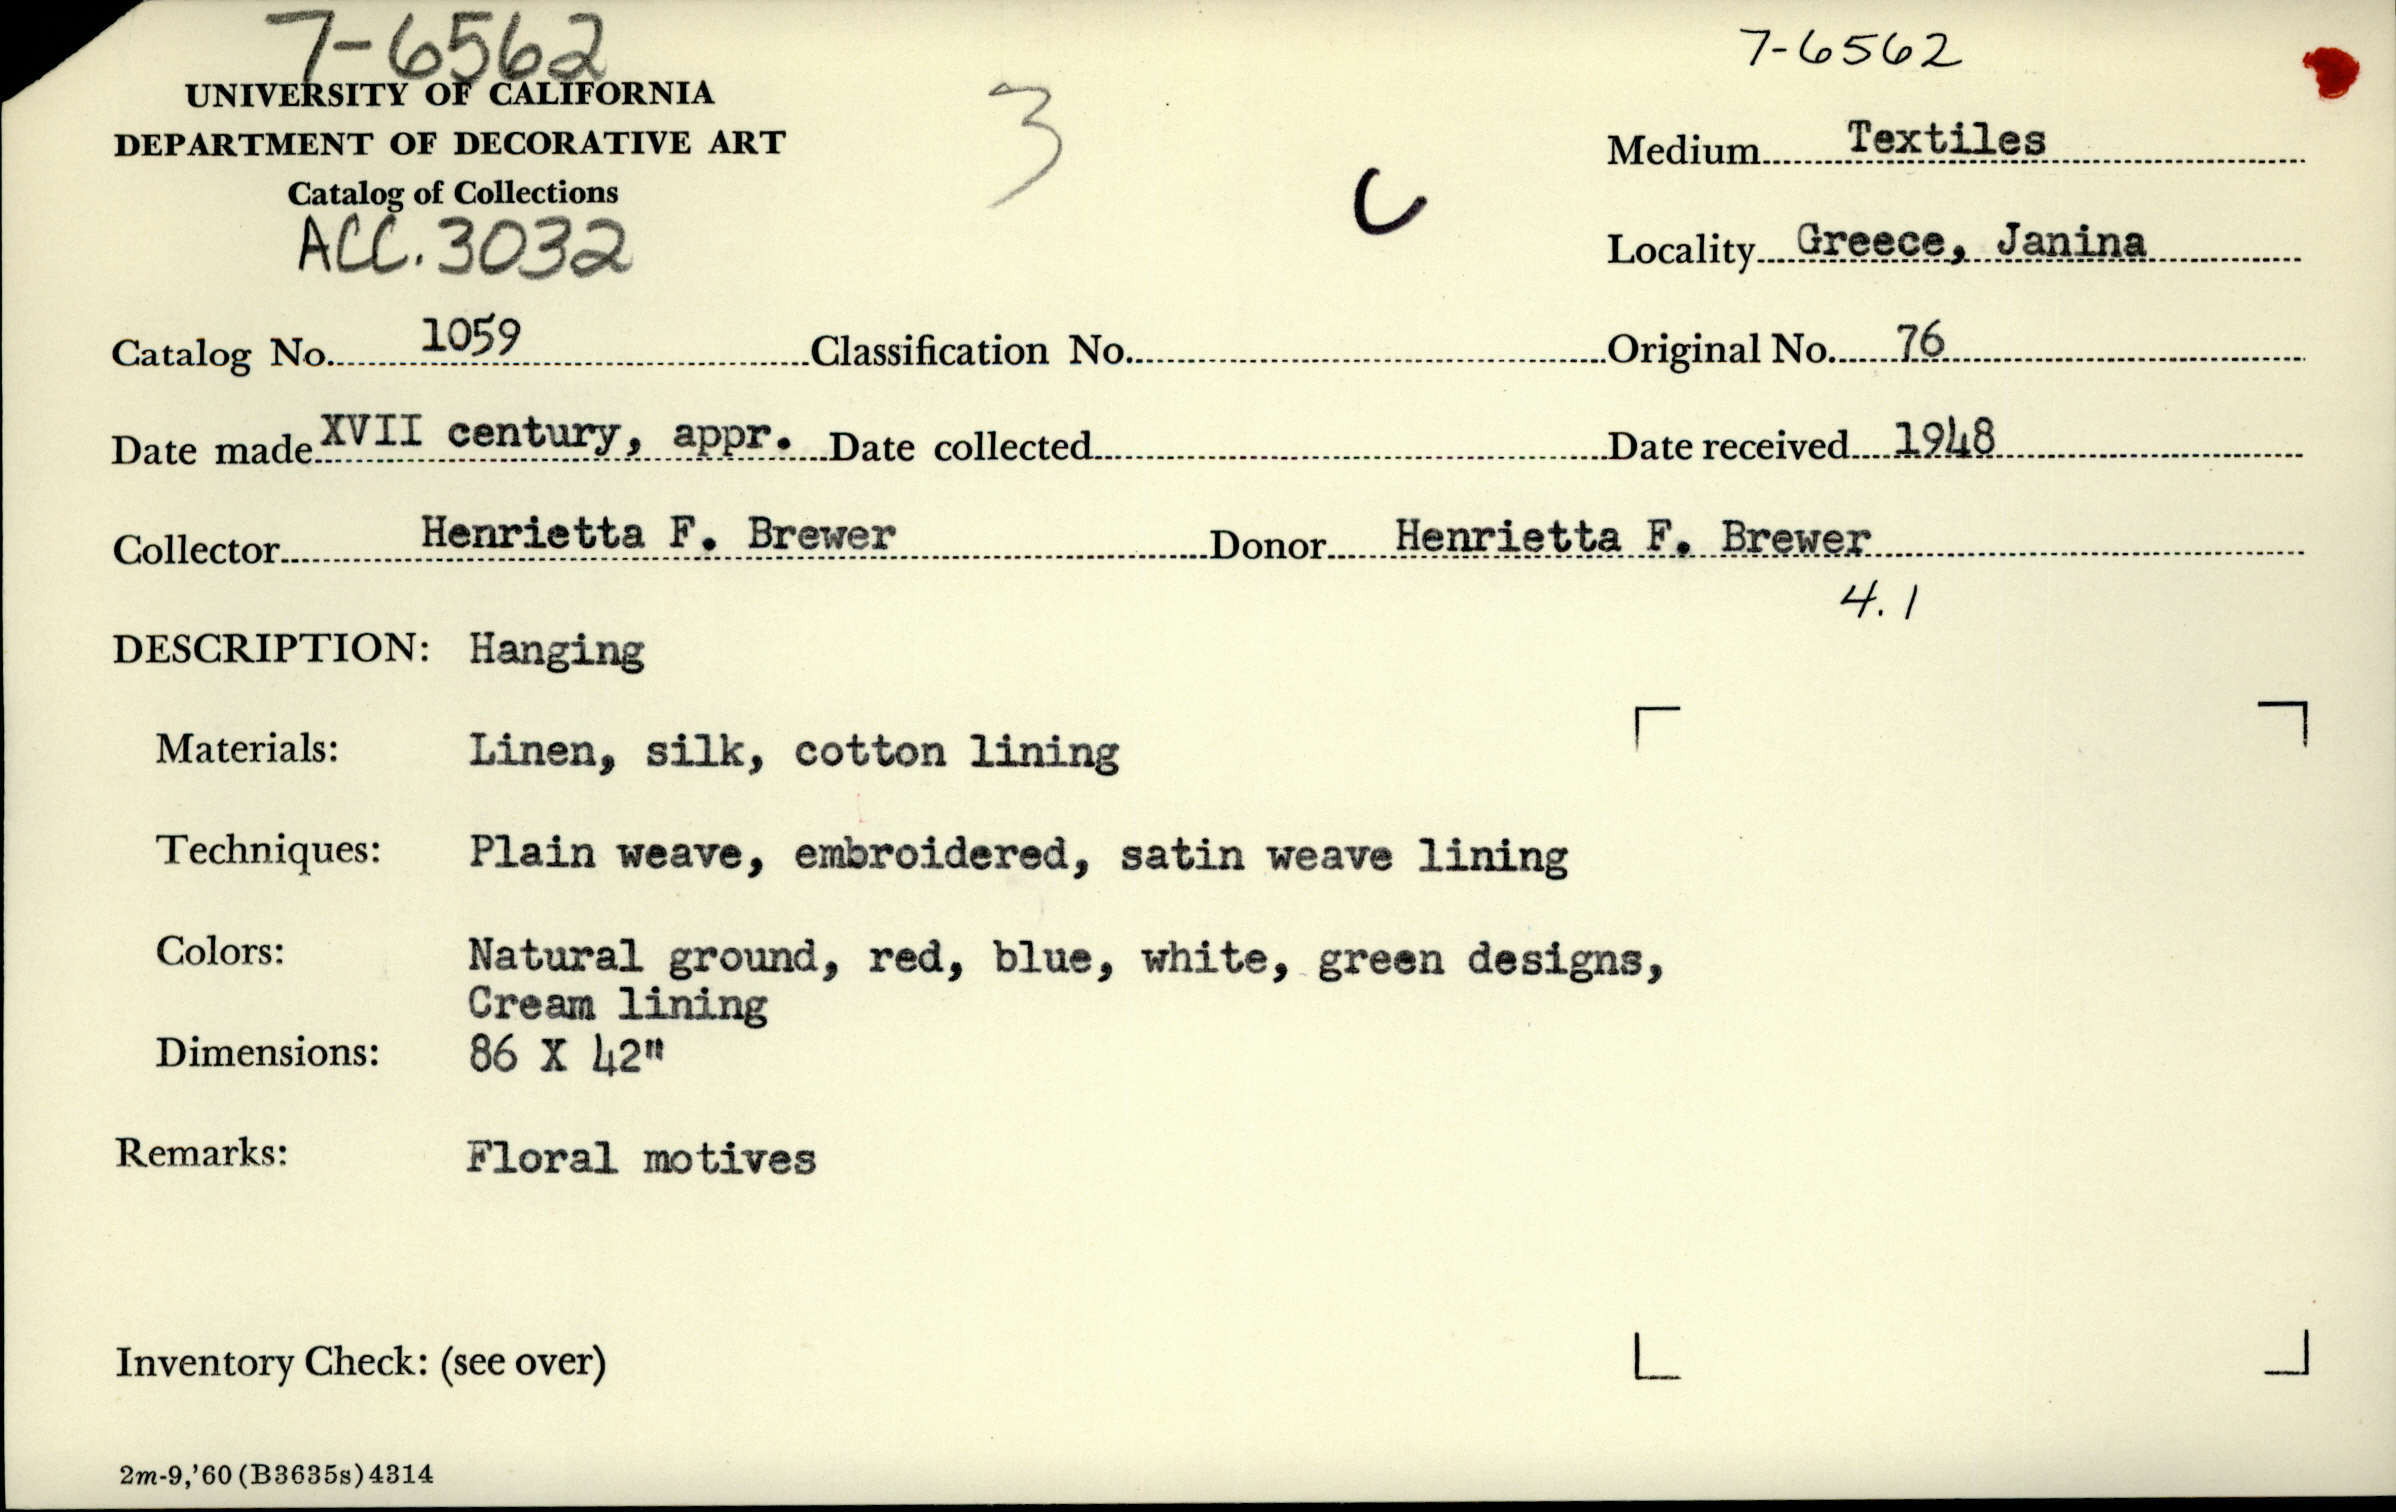 7-6562
7-6562
UNIVERSITY OF CALIFORNIA
DEPARTMENT OF DECORATIVE ART
Catalog of Collections
ACC. 3032
3
C
Medium Textiles
Locality Greece, Janina
Catalog No. 1059 Classification No. Original No. 76
Date made XVII century, appr. Date collected Date received 1948
Collector Henrietta F. Brewer Donor Henrietta F. Brewer
4.1
DESCRIPTION: Hanging
Materials: Linen, silk, cotton lining
Techniques: Plain weave, embroidered, satin weave lining
Colors: Natural ground, red, blue, white, green designs,
Cream lining
Dimensions: 86 X 42"
Remarks: Floral motives
Inventory Check: (see over)
2m-9,'60(B3635s)4314